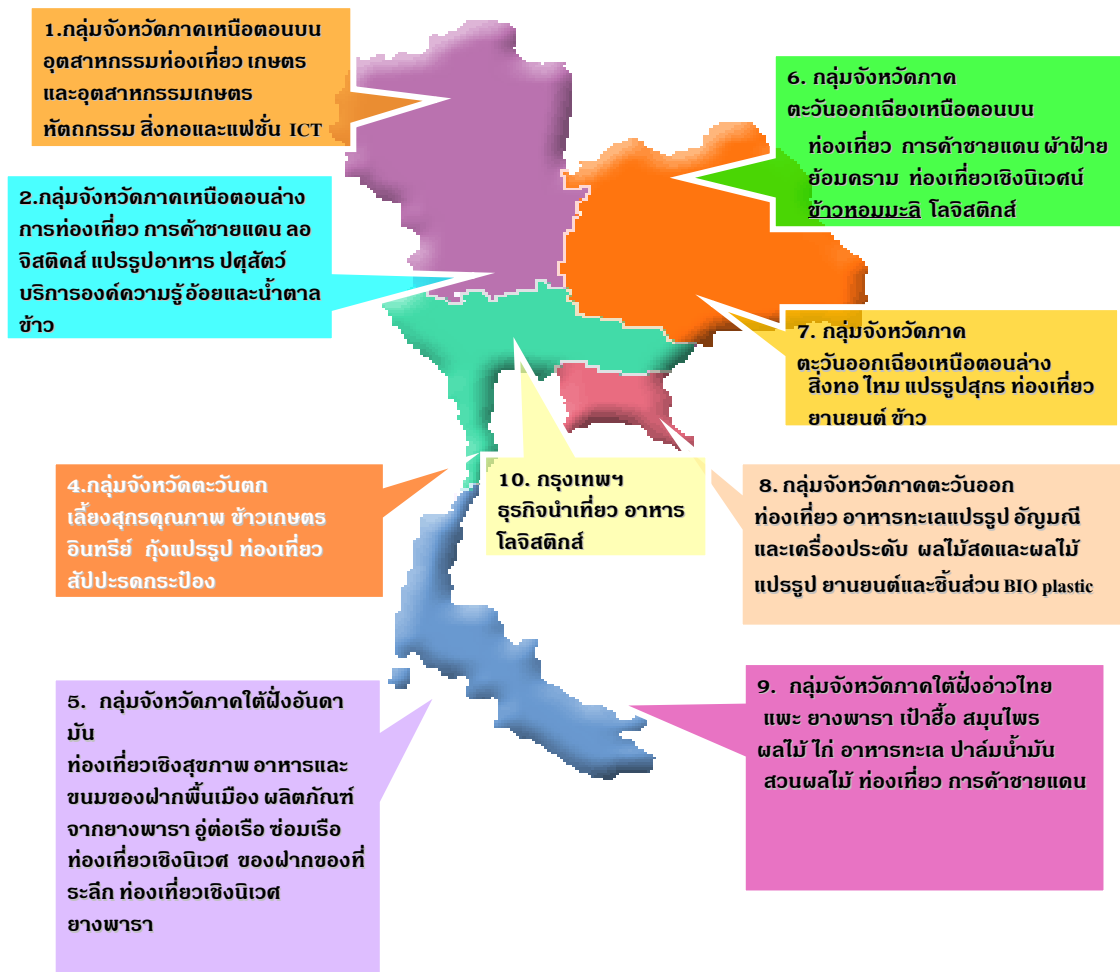 1.กลุ่มจังหวัดภาคเหนือตอนบน
อุตสาหกรรมท่องเที่ยว เกษตร
และอุตสาหกรรมเกษตร
หัตถกรรม สิ่งทอและแฟชั่น ICT
2.กลุ่มจังหวัดภาคเหนือตอนล่าง
การท่องเที่ยว การค้าชายแดน ลอ
จิสติคส์ แปรรูปอาหาร ปศุสัตว์
บริการองค์ความรู้ อ้อยและน้ำตาล
ข้าว
4.กลุ่มจังหวัดตะวันตก
เลี้ยงสุกรคุณภาพ ข้าวเกษตร
อินทรีย์ กุ้งแปรรูป ท่องเที่ยว
สัปปะรดกระป๋อง
5. กลุ่มจังหวัดภาคใต้ฝั่งอันดา
มัน
ท่องเที่ยวเชิงสุขภาพ อาหารและ
ขนมของฝากพื้นเมือง ผลิตภัณฑ์
จากยางพารา อู่ต่อเรือ ซ่อมเรือ
ท่องเที่ยวเชิงนิเวศ ของฝากของที่
ระลึก ท่องเที่ยวเชิงนิเวศ
ยางพารา
6. กลุ่มจังหวัดภาค
ตะวันออกเฉียงเหนือตอนบน
ท่องเที่ยว การค้าชายแดน ผ้าฝ้าย
ย้อมคราม ท่องเที่ยวเชิงนิเวศน์
ข้าวหอมมะลิ โลจิสติกส์
7. กลุ่มจังหวัดภาค
ตะวันออกเฉียงเหนือตอนล่าง
สิ่งทอ ไหม แปรรูปสุกร ท่องเที่ยว
ยานยนต์ ข้าว
10. กรุงเทพฯ
ธุรกิจนำเที่ยว อาหาร
โลจิสติกส์
8. กลุ่มจังหวัดภาคตะวันออก
ท่องเที่ยว อาหารทะเลแปรรูป อัญมณี
และเครื่องประดับ ผลไม้สดและผลไม้
แปรรูป ยานยนต์และชิ้นส่วน BIO plastic
9. กลุ่มจังหวัดภาคใต้ฝั่งอ่าวไทย
แพะ ยางพารา เป๋าฮื้อ สมุนไพร
ผลไม้ ไก่ อาหารทะเล ปาล์มน้ำมัน
สวนผลไม้ ท่องเที่ยว การค้าชายแดน